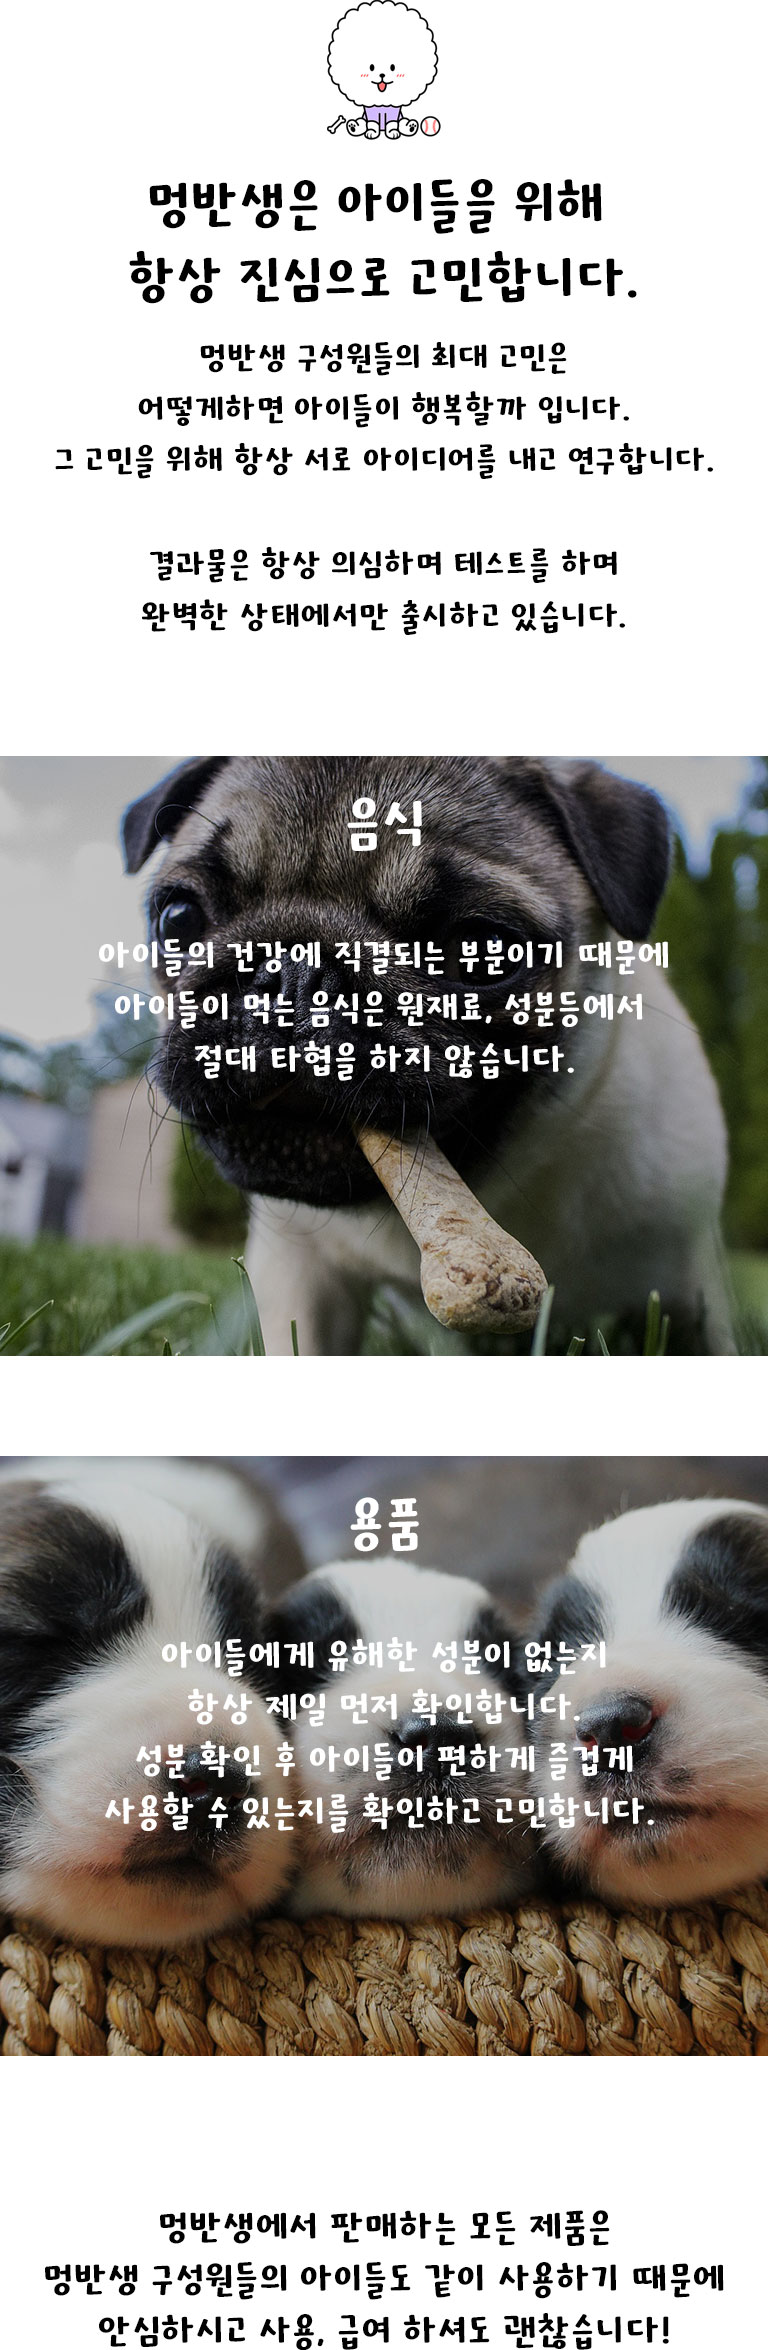 멍반생은 아이들을 위해
항상 진심으로 고민합니다.
멍반생 구성원들의 최대 고민은
어떻게하면 아이들이 행복할까 입니다.
그 고민을 위해 항상 서로 아이디어를 내고 연구합니다.
결과물은 항상 의심하며 테스트를 하며
완벽한 상태에서만 출시하고 있습니다.
음식
아이들의 건강에 직결되는 부분이기 때문에
아이들이 먹는 음식은 원재료, 성분등에서
절대 타협을 하지 않습니다.
용품
아이들에게 유해한 성분이 없는지
항상 제일 먼저 확인합니다.
성분 확인 후 아이들이 편하게 즐겁게
사용할 수 있는지를 확인하고 고민합니다.
멍반생에서 판매하는 모든 제품은
멍반생 구성원들의 아이들도 같이 사용하기 때문에
안심하시고 사용, 급여 하셔도 괜찮습니다!